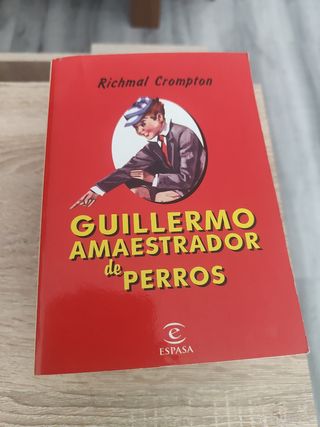 Richmal Crompton
GUILLERMO
AMAESTRADOR
de PERROS
e
ESPASA